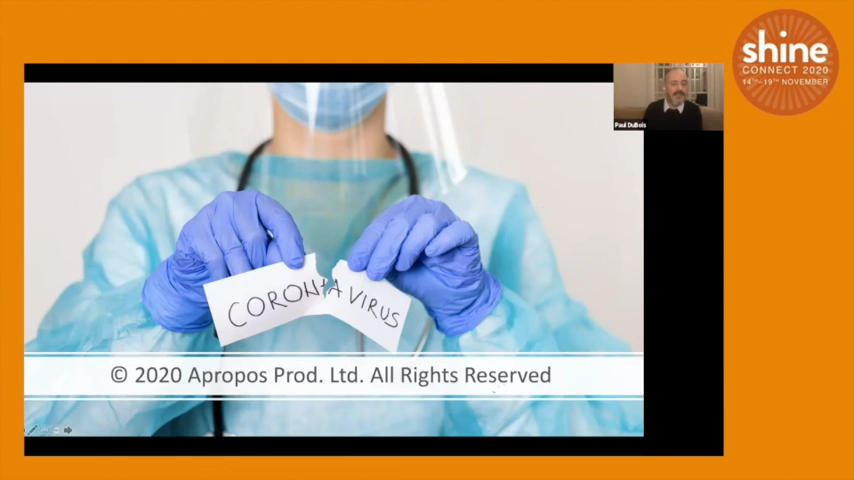 shine
CONNECT 2020
14TH-19TH NOVEMBER
Paul DuBois
CORONAVIRUS
© 2020 Apropos Prod. Ltd. All Rights Reserved